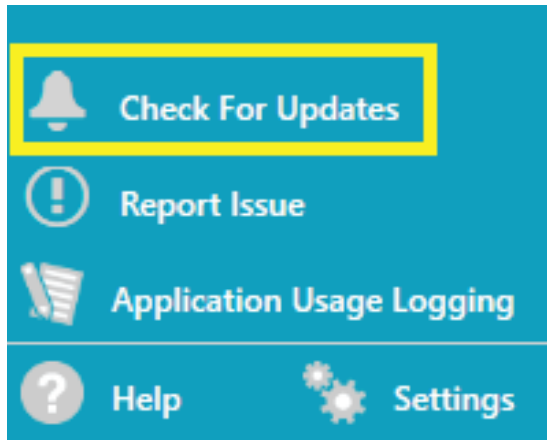 Check For Updates
Report Issue
Application Usage Logging
Help Settings